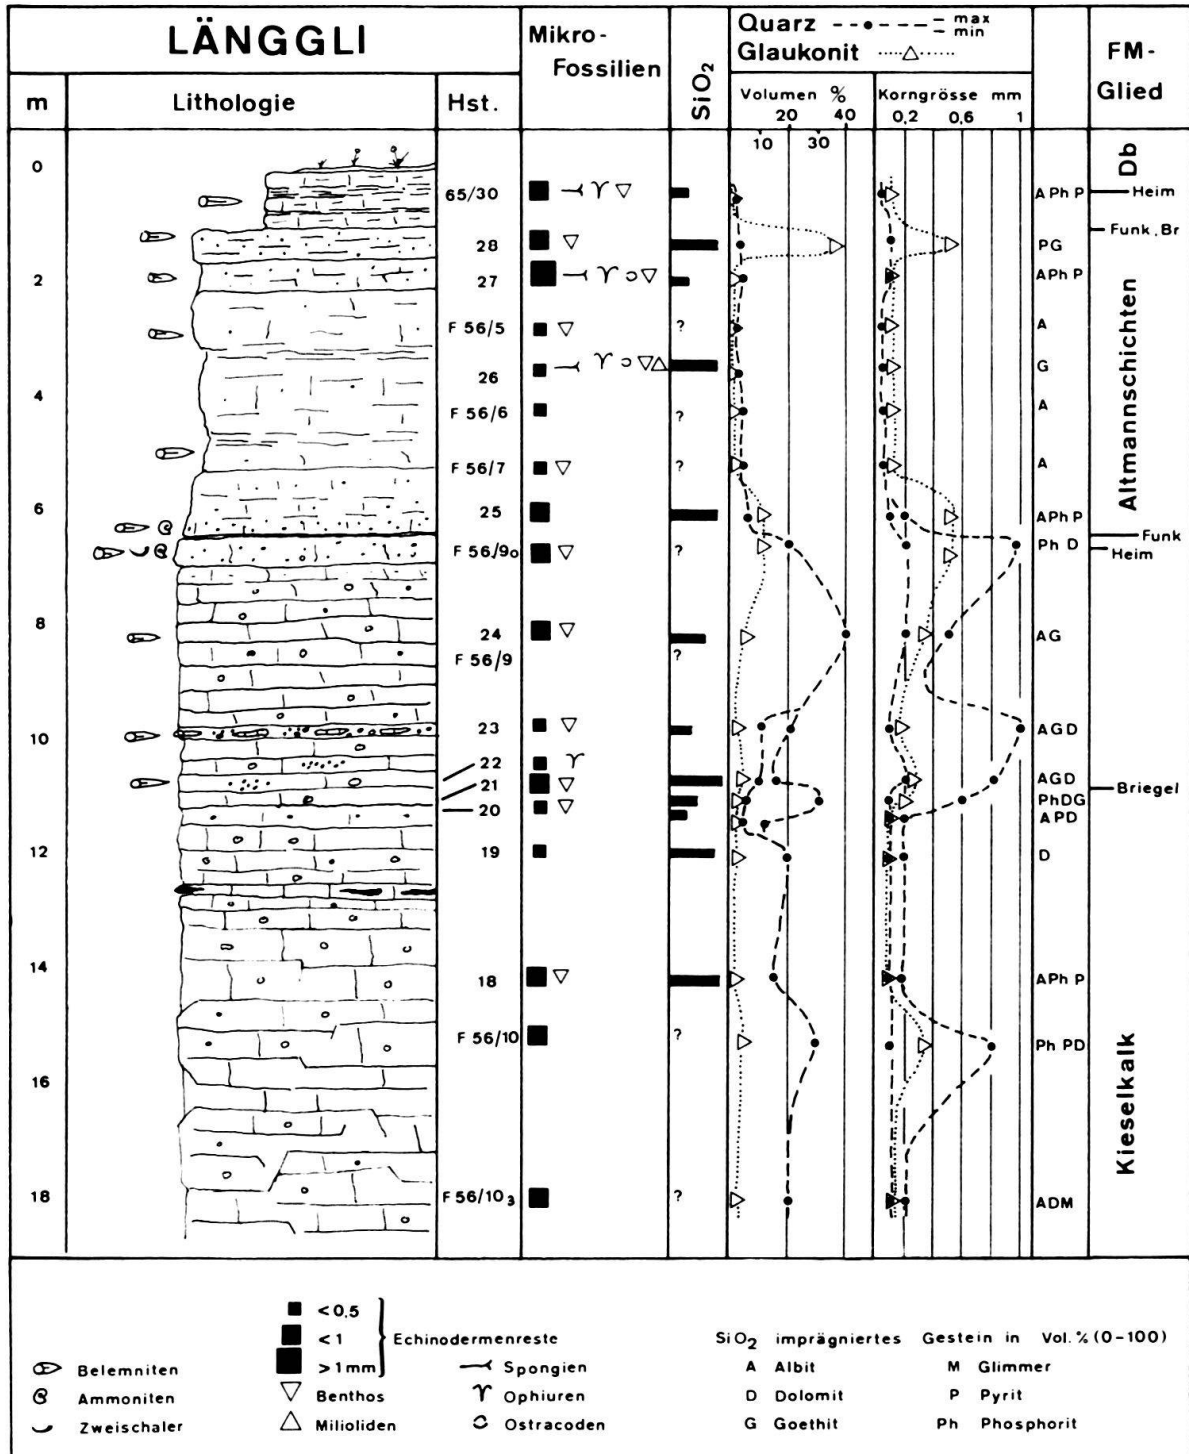 LÄNGGLI
Mikro-
Fossilien
SiO2
Quarz max
min
Glaukonit
FM-
Glied
m
Lithologie
Hst.
Volumen %
20 40
10 30
Korngrösse mm
0,2 0,6 1
0
65/30
A Ph P
Db
Heim
28
PG
Funk, Br
2
27
APh P
F 56/5
?
A
26
G
4
F 56/6
?
A
F 56/7
?
A
Altmannschichten
6
25
APh P
Funk
F 56/9o
?
Ph D
Heim
8
24
AG
F 56/9
?
10
23
AGD
22
21
AGD
Briegel
PhDG
20
APD
12
19
D
14
18
APh P
F 56/10
?
Ph PD
16
Kieselkalk
18
F 56/10 3
?
ADM
Belemniten
Ammoniten
Zweischaler
<0,5
<1
>1mm
Echinodermenreste
Benthos
Milioliden
Spongien
Ophiuren
Ostracoden
SiO2 imprägniertes Gestein in Vol.% (0-100)
A Albit
M Glimmer
D Dolomit
P Pyrit
G Goethit
Ph Phosphorit